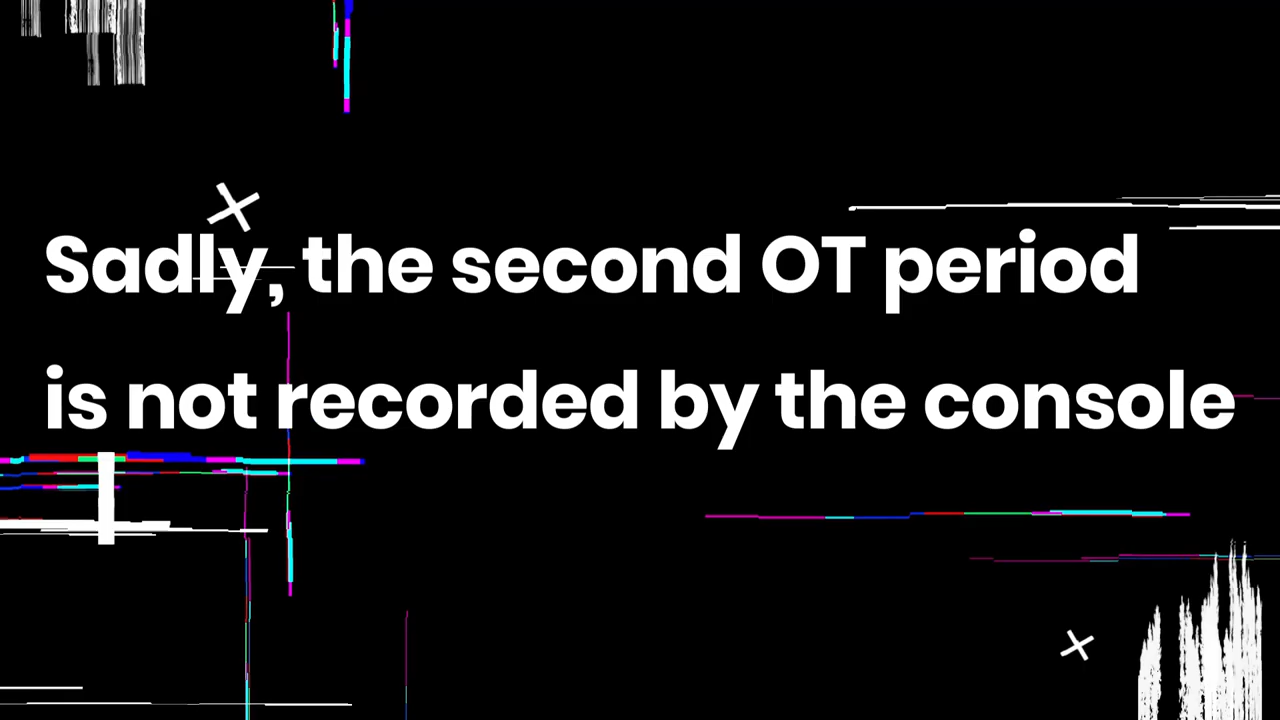 Sadly, the second OT period
is not recorded by the console